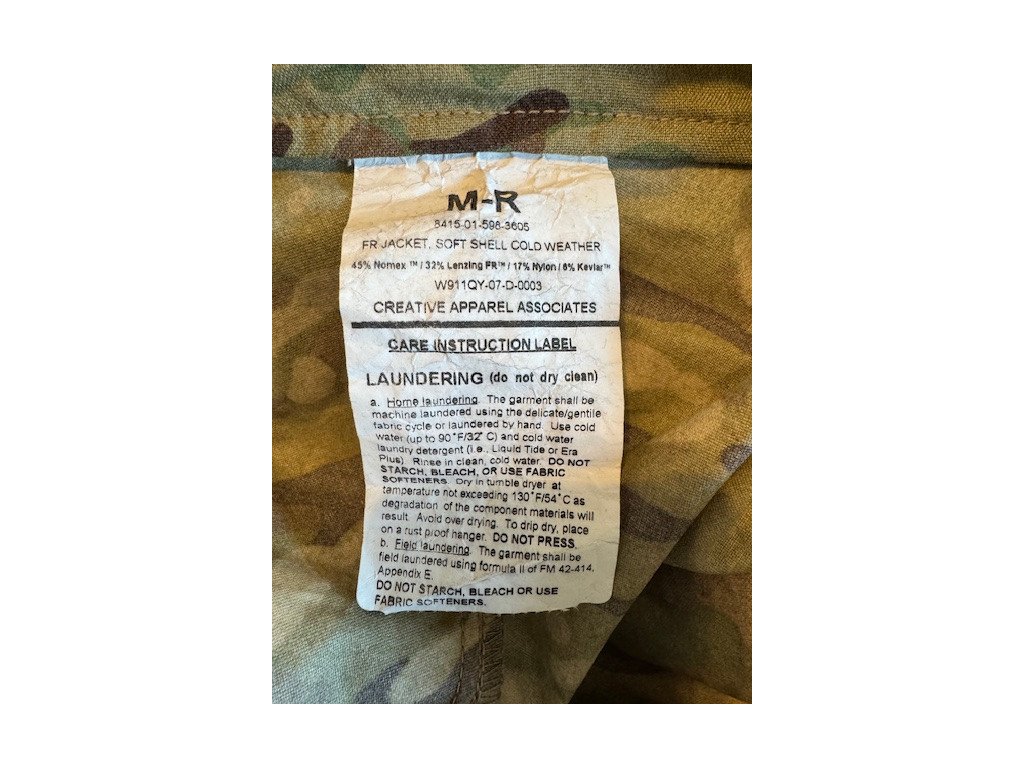 M-R
8415-01-598-3605
FR JACKET, SOFT SHELL COLD WEATHER
45% Nomex ™ / 32% Lenzing FR™ / 17% Nylon / 6% Kevlar™
W911QY-07-D-0003
CREATIVE APPAREL ASSOCIATES
CARE INSTRUCTION LABEL
LAUNDERING (do not dry clean)
a. Home laundering. The garment shall be
machine laundered using the delicate/gentile
fabric cycle or laundered by hand. Use cold
water (up to 90˚F/32˚ C) and cold water
laundry detergent (i.e., Liquid Tide or Era
Plus). Rinse in clean, cold water. DO NOT
STARCH, BLEACH, OR USE FABRIC
SOFTENERS. Dry in tumble dryer at
temperature not exceeding 130˚F/54˚C as
degradation of the component materials will
result. Avoid over drying. To drip dry, place
on a rust proof hanger. DO NOT PRESS.
b. Field laundering. The garment shall be
field laundered using formula II of FM 42-414,
Appendix E.
DO NOT STARCH, BLEACH OR USE
FABRIC SOFTENERS.